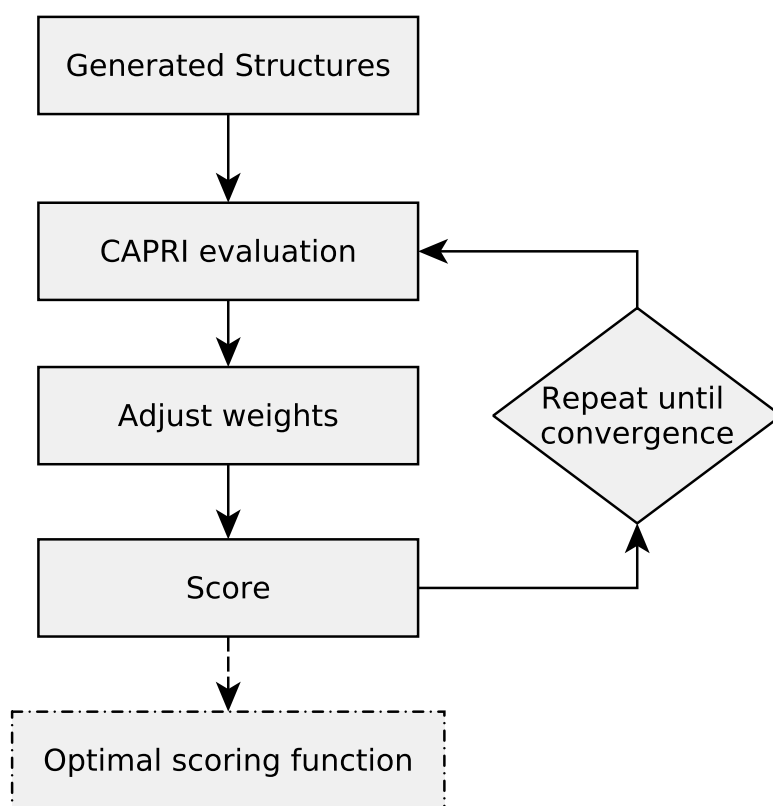 Generated Structures
CAPRI evaluation
Adjust weights
Repeat until
convergence
Score
Optimal scoring function